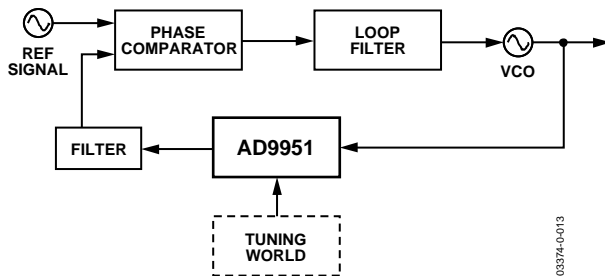 REF
SIGNAL
PHASE
COMPARATOR
LOOP
FILTER
VCO
FILTER
AD9951
TUNING
WORLD
03374-0-013